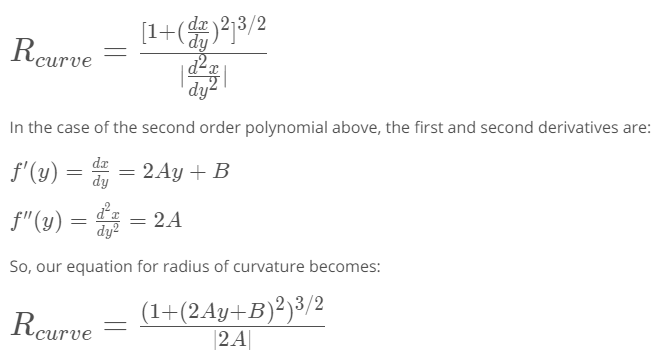 R_{curve} = \frac{[1+(\frac{dx}{dy})^2]^{3/2}}{|\frac{d^2x}{dy^2}|}
In the case of the second order polynomial above, the first and second derivatives are:
f'(y) = \frac{dx}{dy} = 2Ay + B
f''(y) = \frac{d^2x}{dy^2} = 2A
So, our equation for radius of curvature becomes:
R_{curve} = \frac{(1+(2Ay+B)^2)^{3/2}}{|2A|}